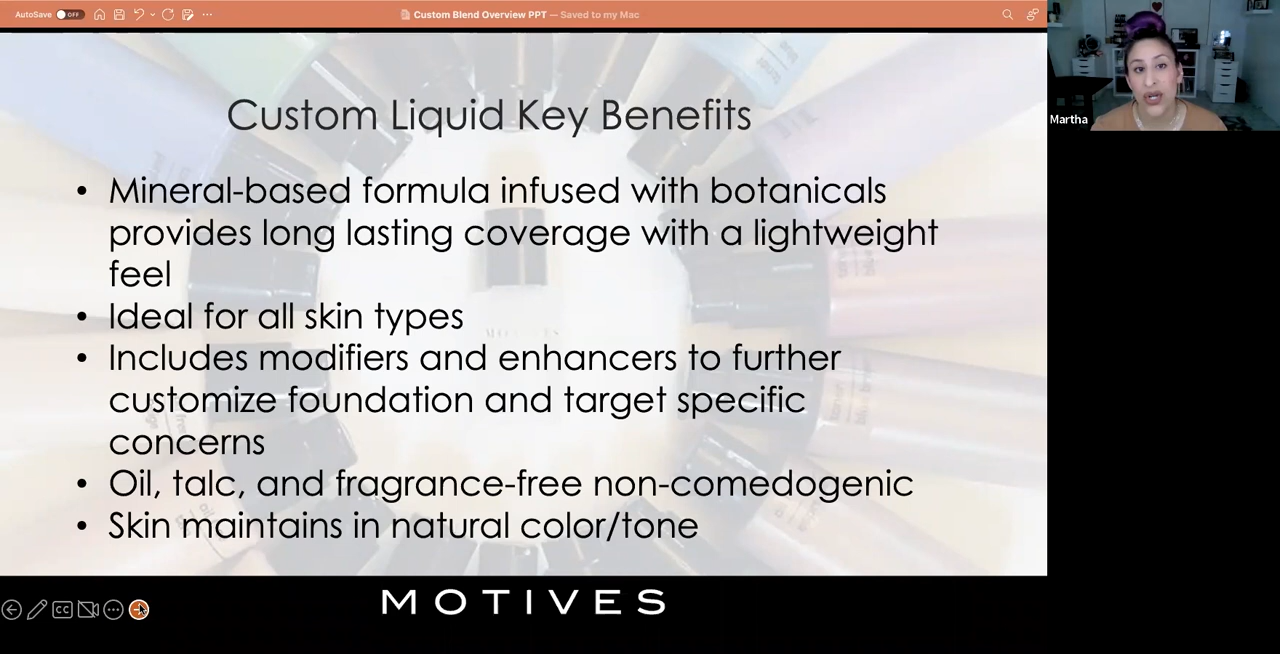 AutoSave OFF
Custom Blend Overview PPT — Saved to my Mac
Martha
Custom Liquid Key Benefits
• Mineral-based formula infused with botanicals
provides long lasting coverage with a lightweight
feel
• Ideal for all skin types
• Includes modifiers and enhancers to further
customize foundation and target specific
concerns
• Oil, talc, and fragrance-free non-comedogenic
• Skin maintains in natural color/tone
CC
MOTIVES